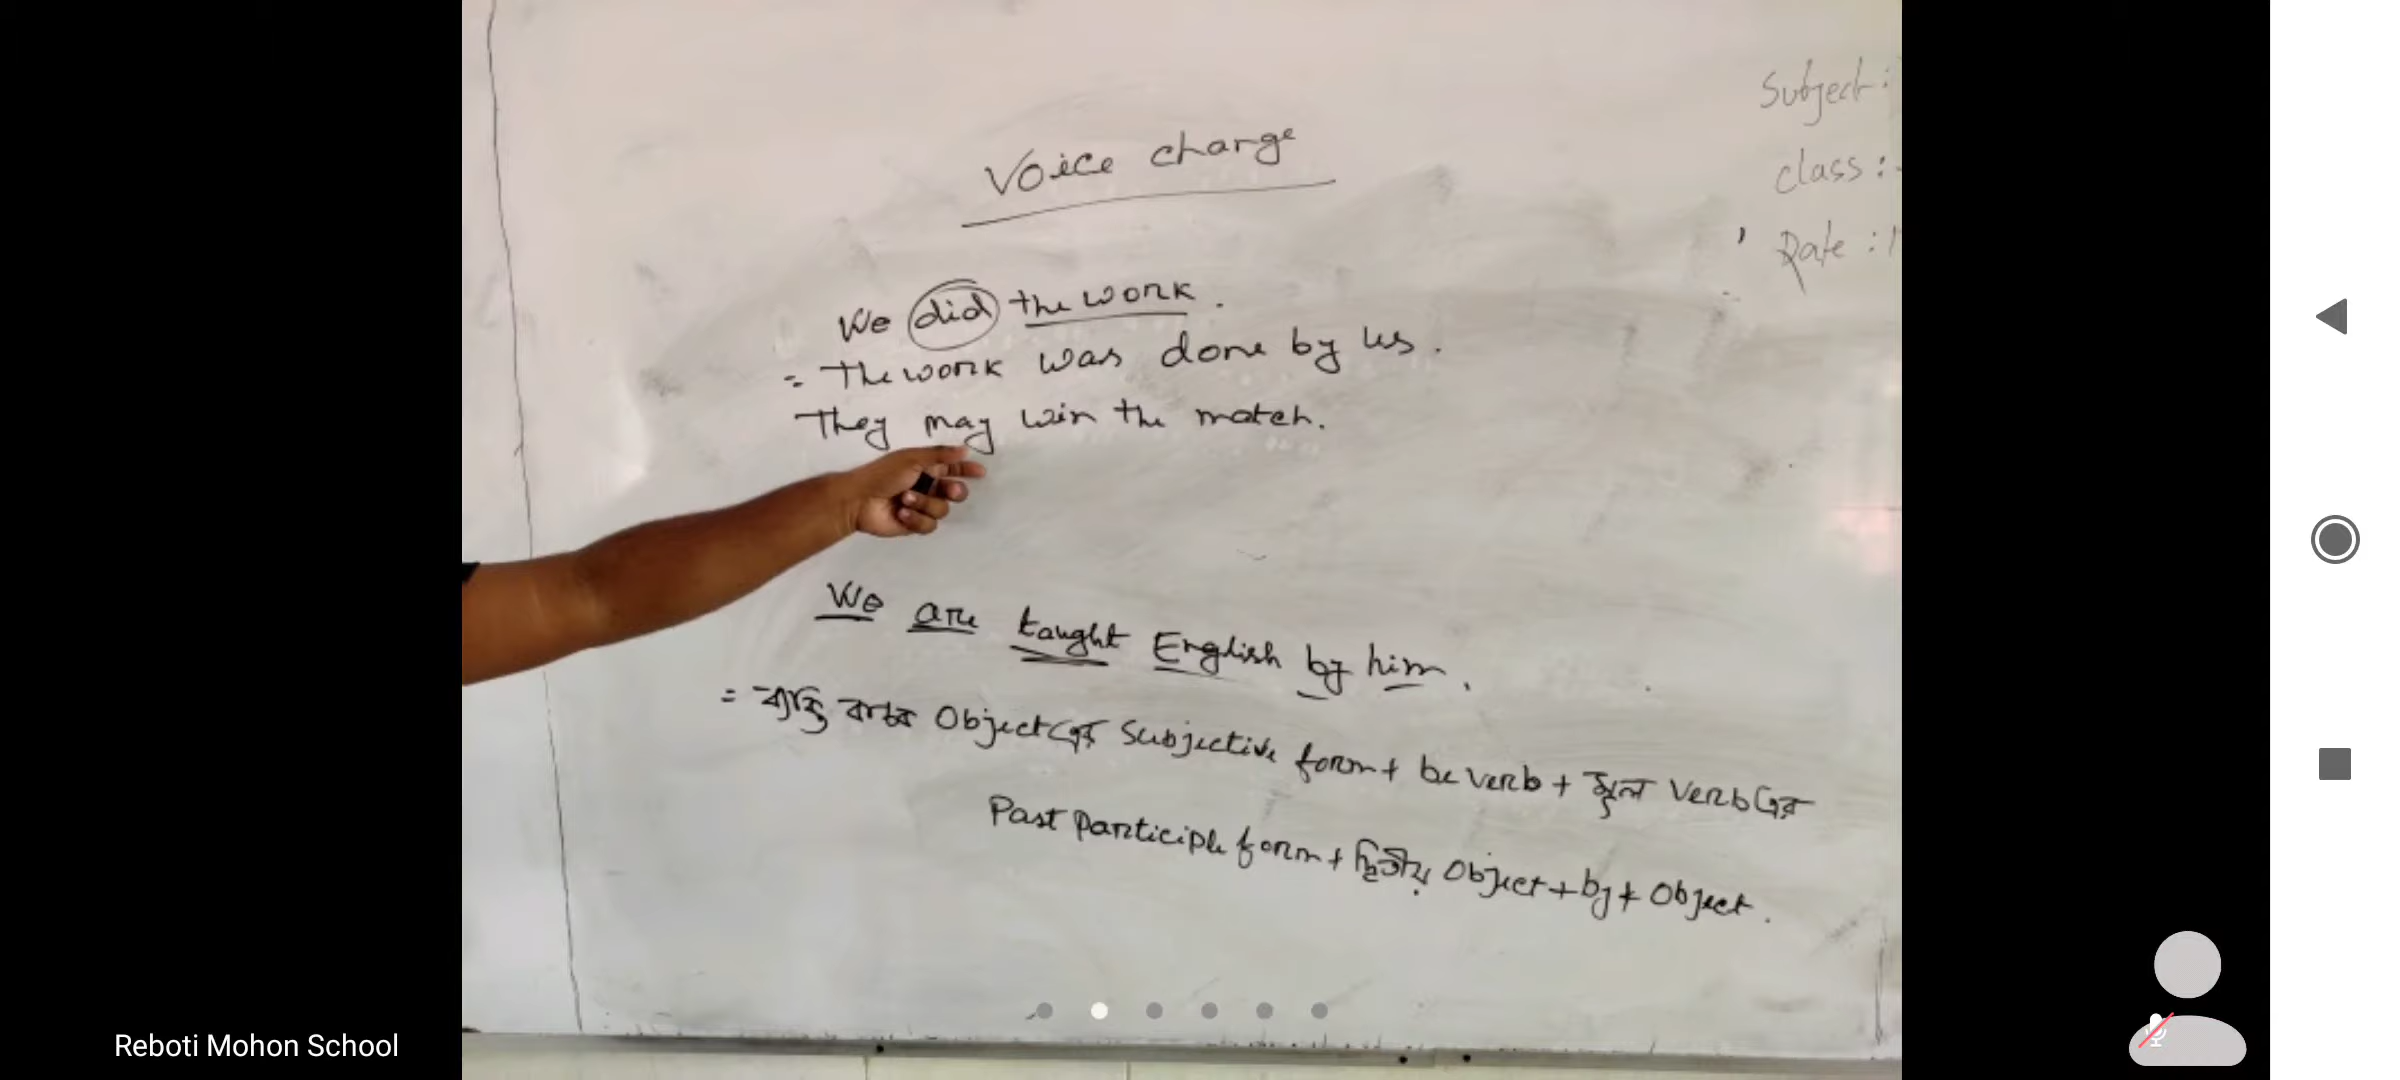 Voice change
Subject:
class:
Date:
We did the work.
= The work was done by us.
They may win the match.
We are taught English by him.
= ব্যক্তি বাচক Object এর Subjective form + be verb + মূল verb এর
Past participle form + দ্বিতীয় Object + by + Object.
Reboti Mohon School